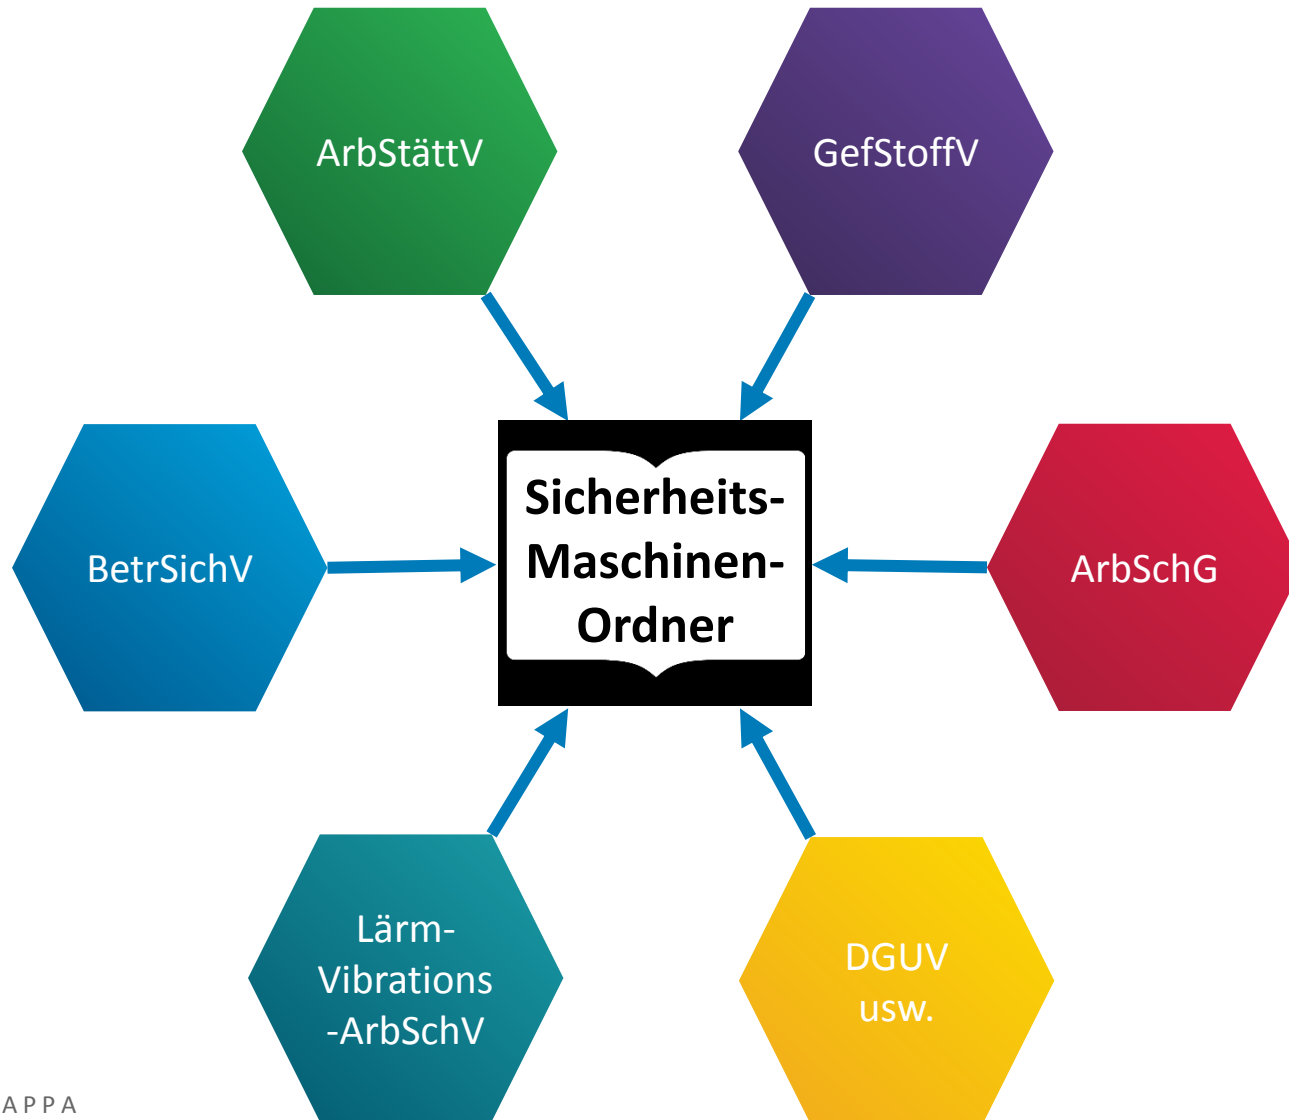 ArbStättV
GefStoffV
Sicherheits-
Maschinen-
Ordner
BetrSichV
ArbSchG
Lärm-
Vibrations
-ArbSchV
DGUV
usw.
APPA